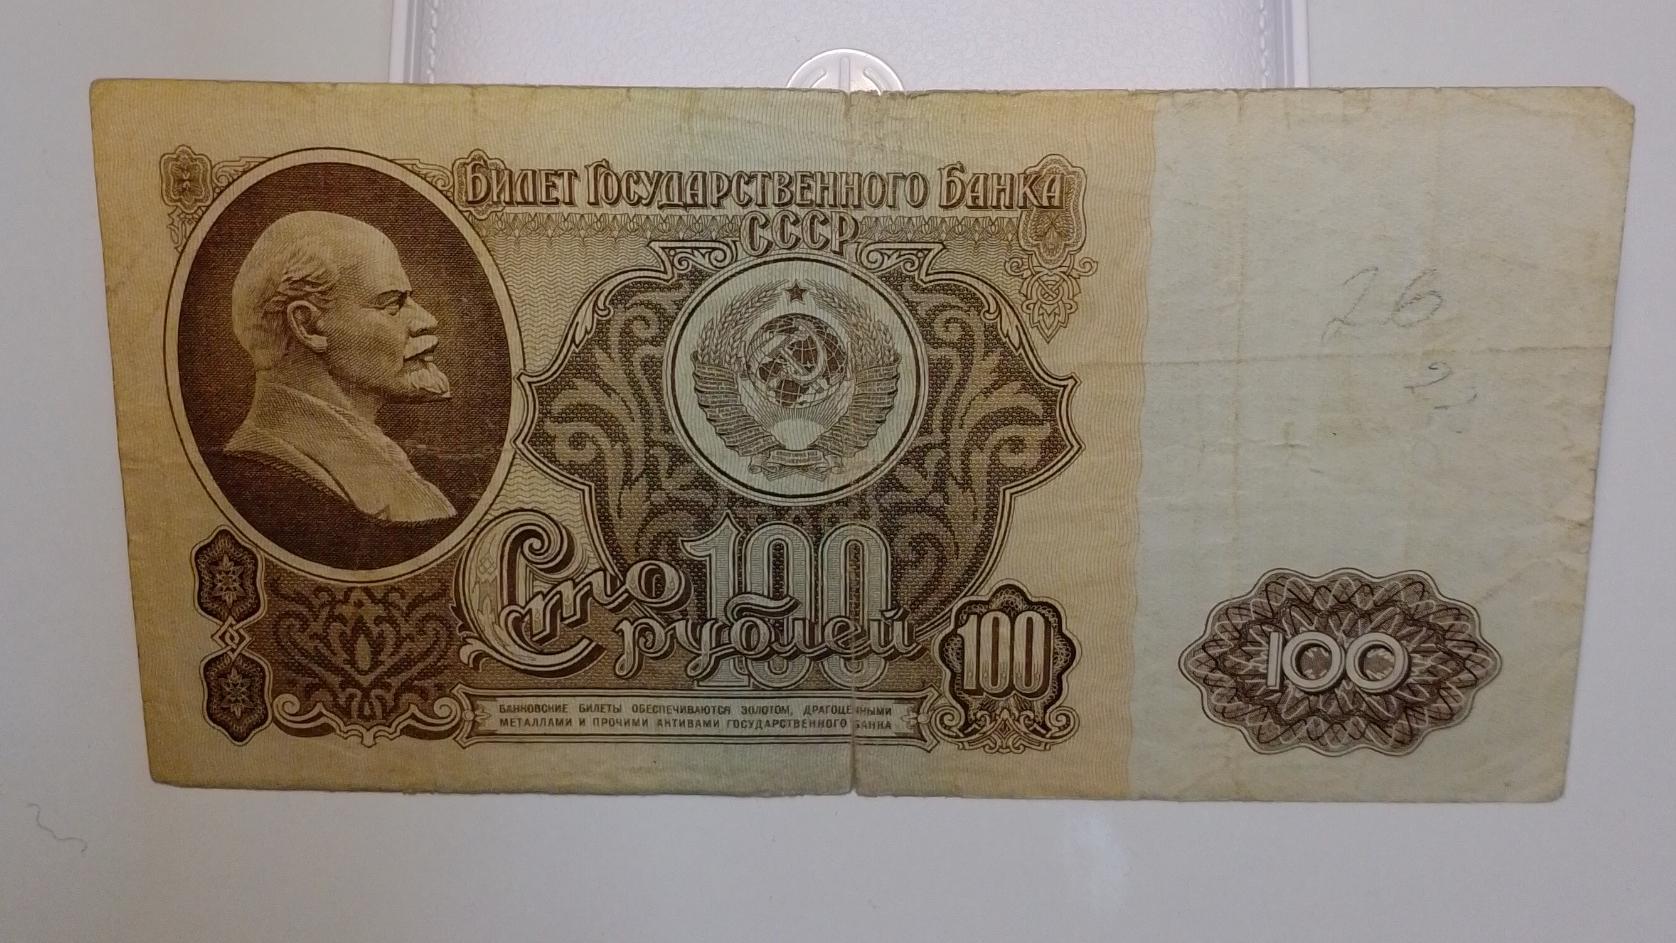 Билет Государственного Банка
СССР
26
Сто 100
рублей
100
100
БАНКОВСКИЕ БИЛЕТЫ ОБЕСПЕЧИВАЮТСЯ ЗОЛОТОМ, ДРАГОЦЕННЫМИ
МЕТАЛЛАМИ И ПРОЧИМИ АКТИВАМИ ГОСУДАРСТВЕННОГО БАНКА